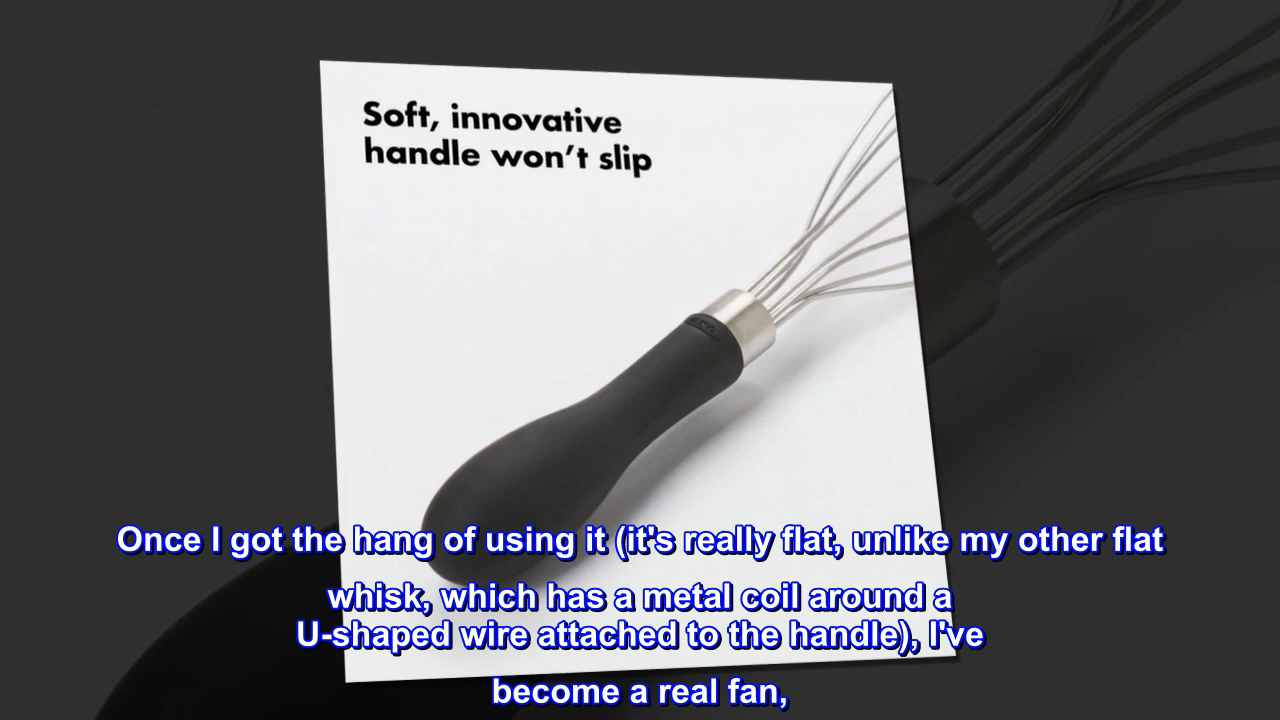 Soft, innovative
handle won't slip
Once I got the hang of using it (it's really flat, unlike my other flat
whisk, which has a metal coil around a
U-shaped wire attached to the handle), I've
become a real fan,